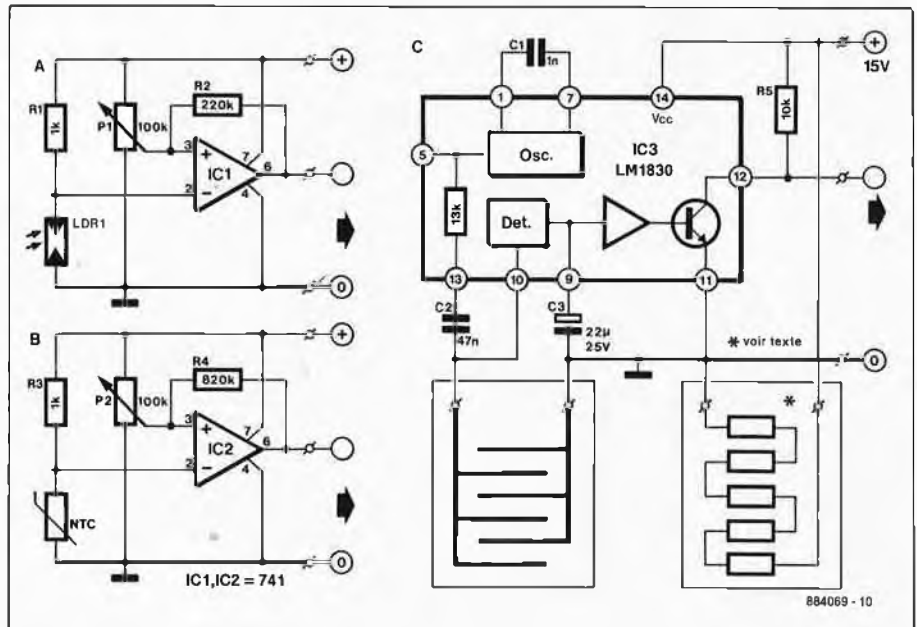 A
R1
1k
P1
100k
R2
220k
3
+
2
−
7
6
4
IC1
LDR1
+
0
B
R3
1k
P2
100k
R4
820k
3
+
2
−
7
6
4
IC2
NTC
+
0
IC1, IC2 = 741
C
C1
1n
1
7
14
Vcc
5
Osc.
IC3
LM1830
13k
Det.
12
13
10
9
11
R5
10k
+
15V
C2
47n
C3
22µ
25V
* voir texte
0
*
884069 - 10